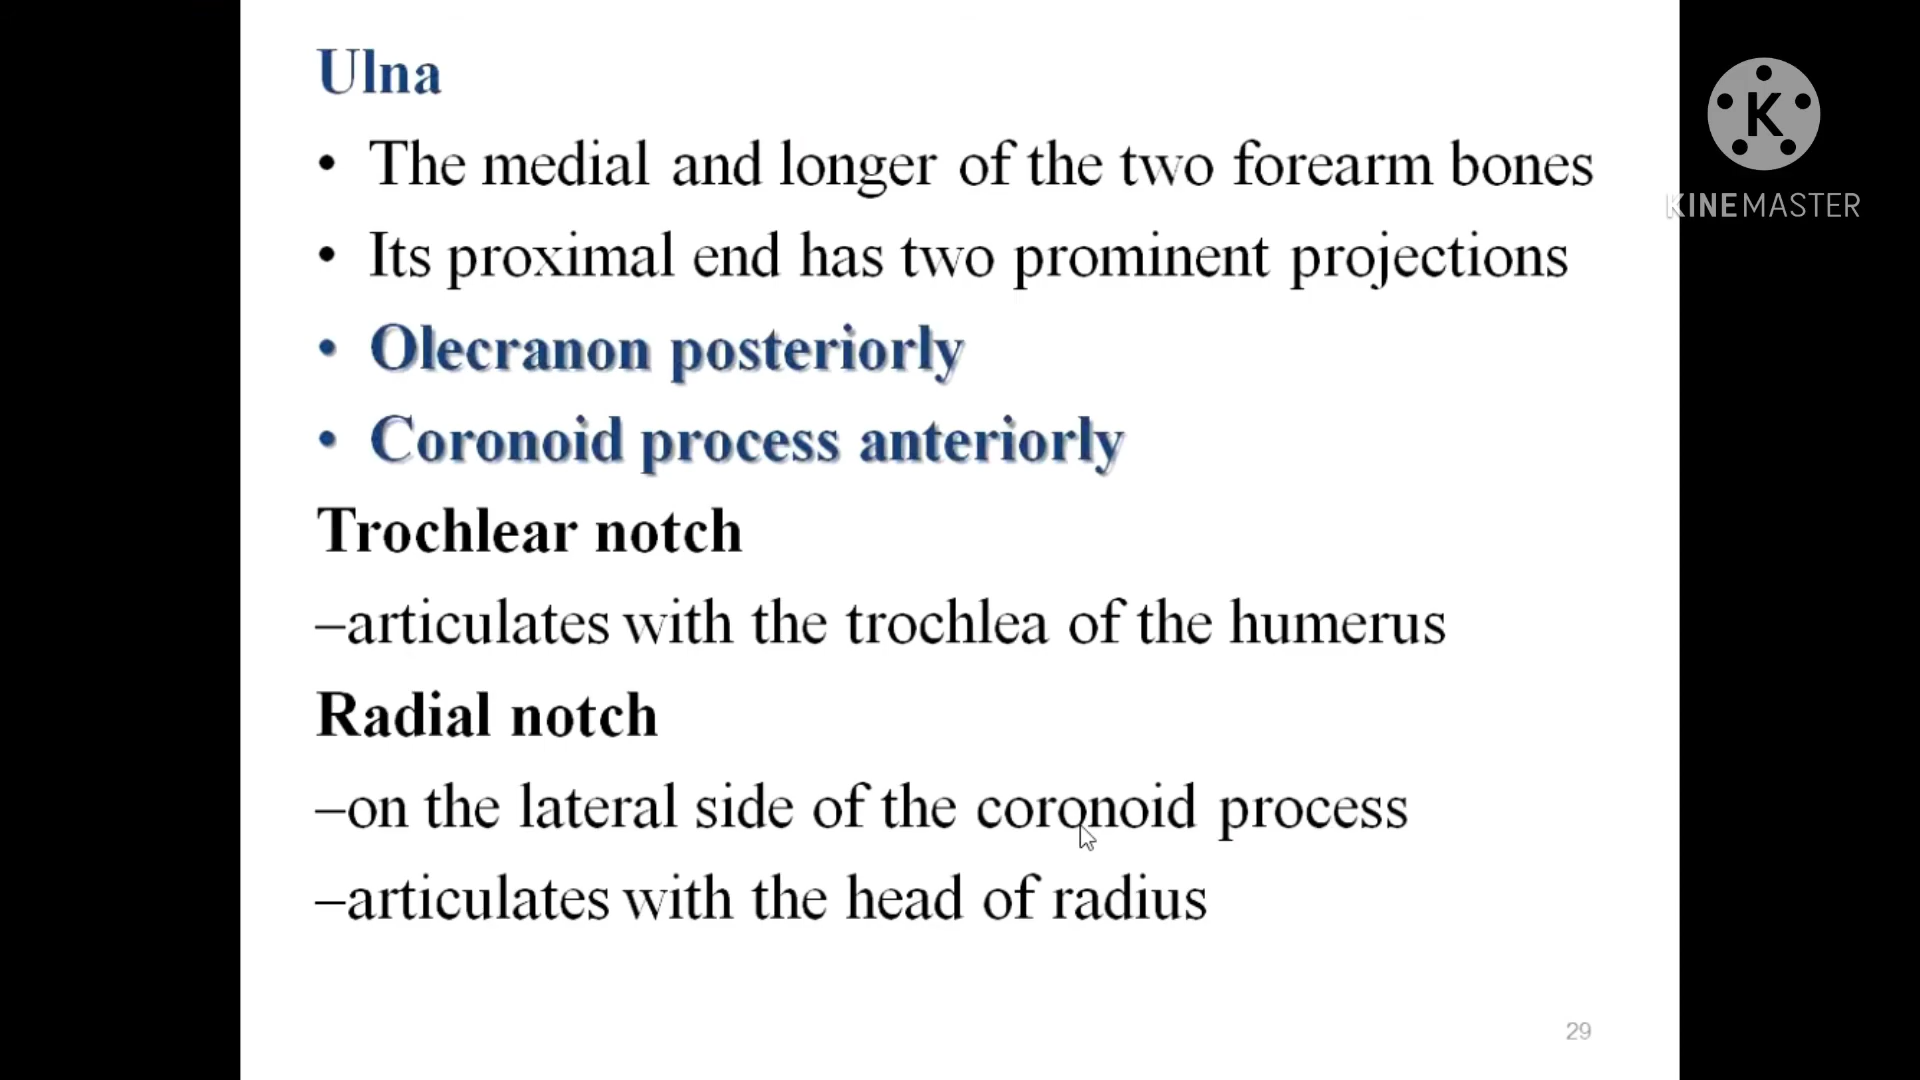 Ulna
• The medial and longer of the two forearm bones
• Its proximal end has two prominent projections
• Olecranon posteriorly
• Coronoid process anteriorly
Trochlear notch
–articulates with the trochlea of the humerus
Radial notch
–on the lateral side of the coronoid process
–articulates with the head of radius
29
K
KINEMASTER